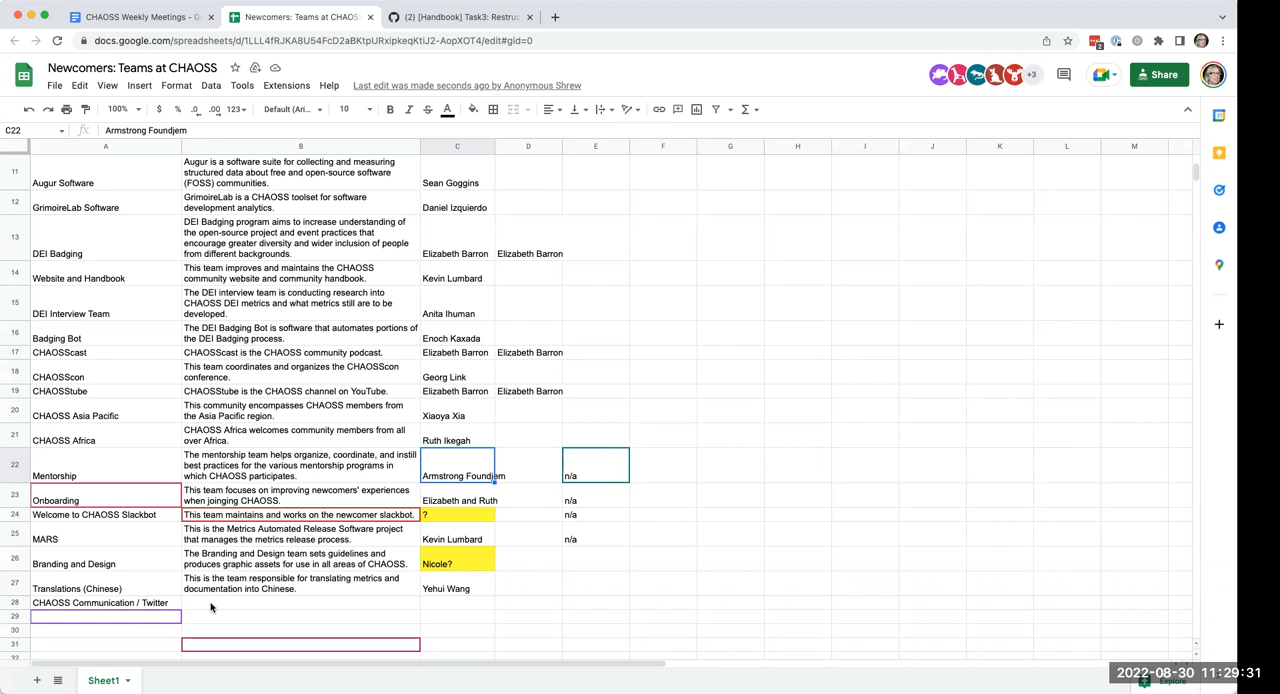 CHAOSS Weekly Meetings - G
Newcomers: Teams at CHAOSS
(2) [Handbook] Task3: Restruc
docs.google.com/spreadsheets/d/1LLL4fRJKA8U54FcD2aBKtpURxipkeqKtiJ2-AopXOT4/edit#gid=0
2
Newcomers: Teams at CHAOSS
File Edit View Insert Format Data Tools Extensions Help Last edit was made seconds ago by Anonymous Shrew
+3
Share
100% $ % .0 .00 123 Default (Ari... 10 B I S A
C22 fx Armstrong Foundjem
A B C D E F G H I J K L M
11 Augur Software
Augur is a software suite for collecting and measuring
structured data about free and open-source software
(FOSS) communities.
Sean Goggins
12 GrimoireLab Software
GrimoireLab is a CHAOSS toolset for software
development analytics.
Daniel Izquierdo
13 DEI Badging
DEI Badging program aims to increase understanding of
the open-source project and event practices that
encourage greater diversity and wider inclusion of people
from different backgrounds.
Elizabeth Barron Elizabeth Barron
14 Website and Handbook
This team improves and maintains the CHAOSS
community website and community handbook.
Kevin Lumbard
15 DEI Interview Team
The DEI interview team is conducting research into
CHAOSS DEI metrics and what metrics still are to be
developed.
Anita Ihuman
16 Badging Bot
The DEI Badging Bot is software that automates portions of
the DEI Badging process.
Enoch Kaxada
17 CHAOSScast CHAOSScast is the CHAOSS community podcast. Elizabeth Barron Elizabeth Barron
18 CHAOSScon
This team coordinates and organizes the CHAOSScon
conference.
Georg Link
19 CHAOSStube CHAOSStube is the CHAOSS channel on YouTube. Elizabeth Barron Elizabeth Barron
20 CHAOSS Asia Pacific
This community encompasses CHAOSS members from
the Asia Pacific region.
Xiaoya Xia
21 CHAOSS Africa
CHAOSS Africa welcomes community members from all
over Africa.
Ruth Ikegah
22 Mentorship
The mentorship team helps organize, coordinate, and instill
best practices for the various mentorship programs in
which CHAOSS participates.
Armstrong Foundjem n/a
23 Onboarding
This team focuses on improving newcomers' experiences
when joinging CHAOSS.
Elizabeth and Ruth n/a
24 Welcome to CHAOSS Slackbot This team maintains and works on the newcomer slackbot. ? n/a
25 MARS
This is the Metrics Automated Release Software project
that manages the metrics release process.
Kevin Lumbard n/a
26 Branding and Design
The Branding and Design team sets guidelines and
produces graphic assets for use in all areas of CHAOSS.
Nicole?
27 Translations (Chinese)
This is the team responsible for translating metrics and
documentation into Chinese.
Yehui Wang
28 CHAOSS Communication / Twitter
29
30
31
32
Sheet1
Explore
2022-08-30 11:29:31